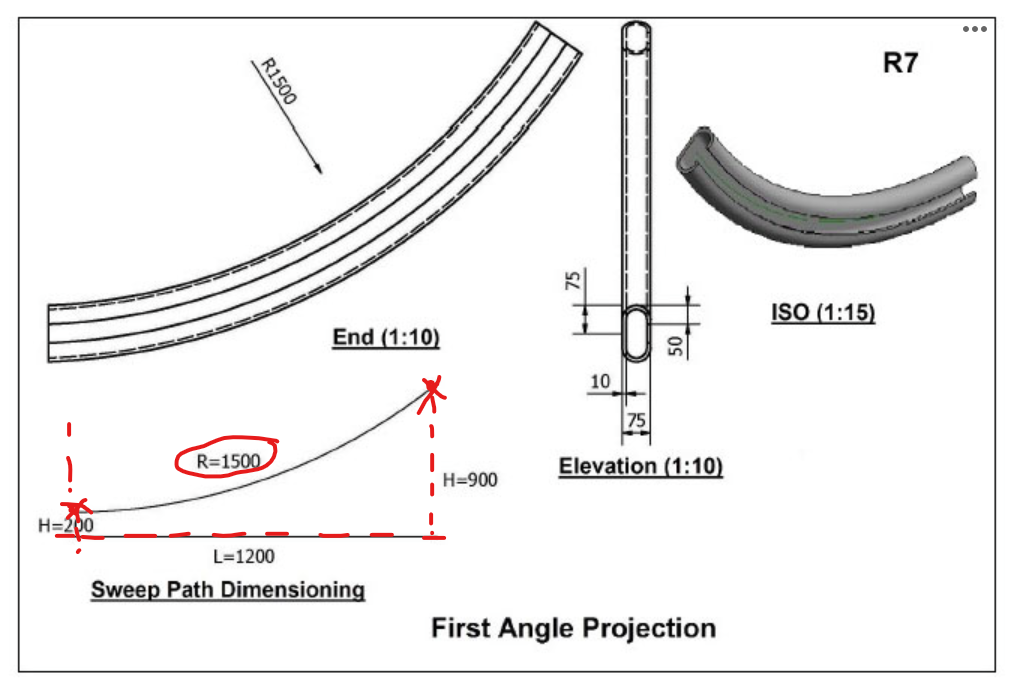 R1500
R7
End (1:10)
75
50
10
75
Elevation (1:10)
ISO (1:15)
R=1500
H=900
H=200
L=1200
Sweep Path Dimensioning
First Angle Projection